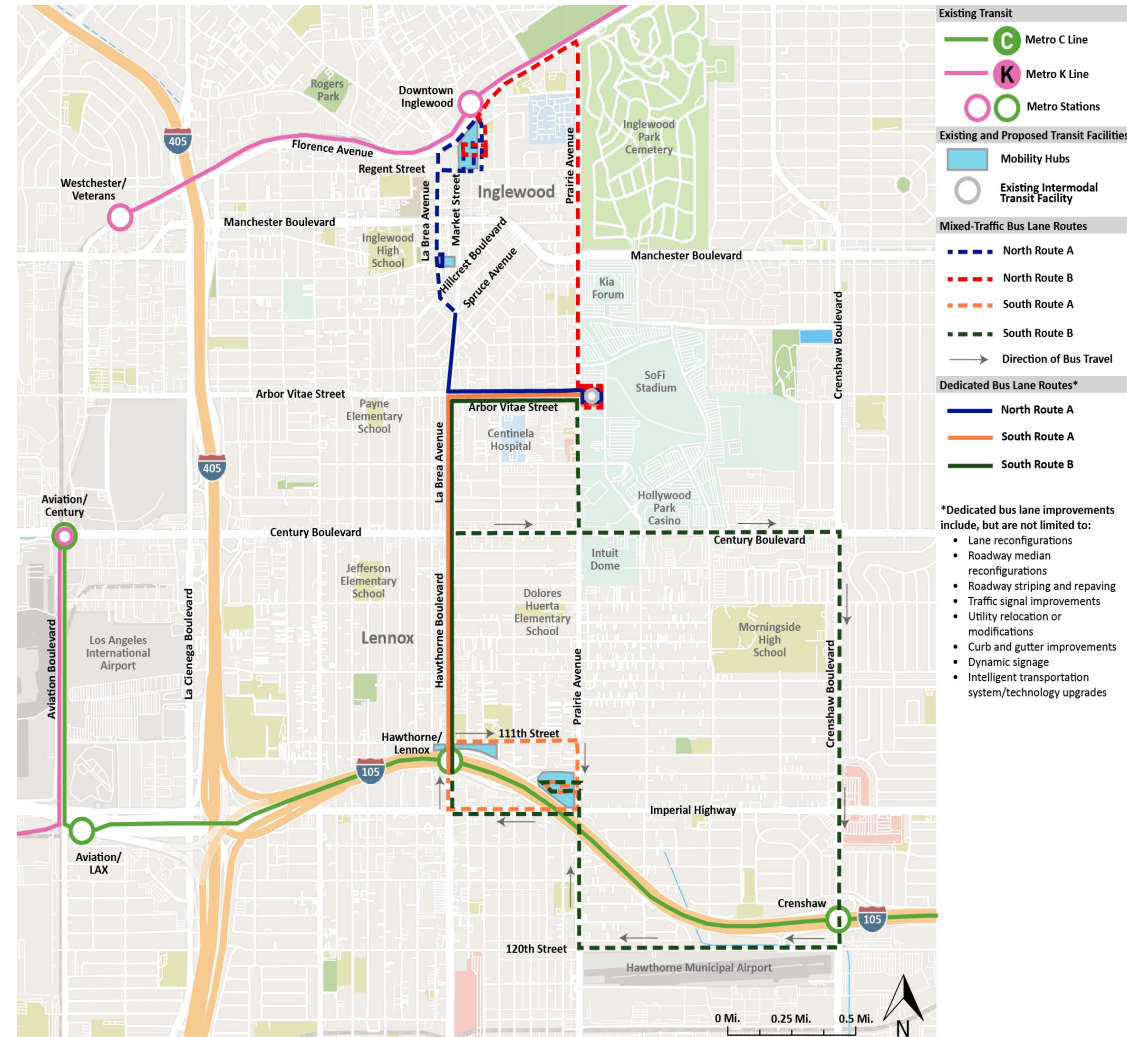 Existing Transit
C Metro C Line
K Metro K Line
Metro Stations
Existing and Proposed Transit Facilities
Mobility Hubs
Existing Intermodal
Transit Facility
Mixed-Traffic Bus Lane Routes
North Route A
North Route B
South Route A
South Route B
Direction of Bus Travel
Dedicated Bus Lane Routes*
North Route A
South Route A
South Route B
*Dedicated bus lane improvements
include, but are not limited to:
• Lane reconfigurations
• Roadway median
reconfigurations
• Roadway striping and repaving
• Traffic signal improvements
• Utility relocation or
modifications
• Curb and gutter improvements
• Dynamic signage
• Intelligent transportation
system/technology upgrades
Rogers
Park
Downtown
Inglewood
405
Florence Avenue
Inglewood
Park
Cemetery
Prairie Avenue
Regent Street
Westchester/
Veterans
Inglewood
La Brea Avenue
Market Street
Manchester Boulevard
Inglewood
High
School
Hillcrest Boulevard
Spruce Avenue
Manchester Boulevard
Kia
Forum
Crenshaw Boulevard
SoFi
Stadium
Arbor Vitae Street
Arbor Vitae Street
Payne
Elementary
School
Centinela
Hospital
La Brea Avenue
405
Aviation/
Century
Hollywood
Park
Casino
Century Boulevard
Century Boulevard
Intuit
Dome
Jefferson
Elementary
School
Hawthorne Boulevard
Dolores
Huerta
Elementary
School
Los Angeles
International
Airport
Aviation Boulevard
La Cienega Boulevard
Lennox
Morningside
High
School
Prairie Avenue
Crenshaw Boulevard
Hawthorne/
Lennox
111th Street
105
Imperial Highway
Aviation/
LAX
Crenshaw
105
120th Street
Hawthorne Municipal Airport
0 Mi. 0.25 Mi. 0.5 Mi.
N